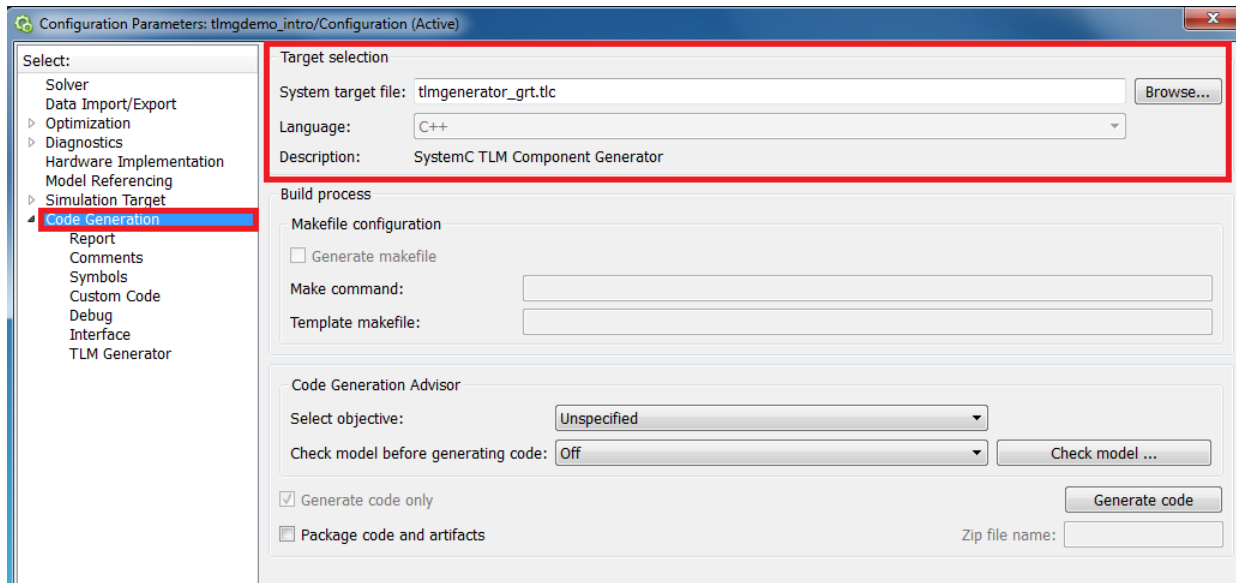 Configuration Parameters: tlmgdemo_intro/Configuration (Active)
Select:
Solver
Data Import/Export
Optimization
Diagnostics
Hardware Implementation
Model Referencing
Simulation Target
Code Generation
Report
Comments
Symbols
Custom Code
Debug
Interface
TLM Generator
Target selection
System target file: tlmgenerator_grt.tlc Browse...
Language: C++
Description: SystemC TLM Component Generator
Build process
Makefile configuration
Generate makefile
Make command:
Template makefile:
Code Generation Advisor
Select objective: Unspecified
Check model before generating code: Off Check model ...
Generate code only Generate code
Package code and artifacts Zip file name: